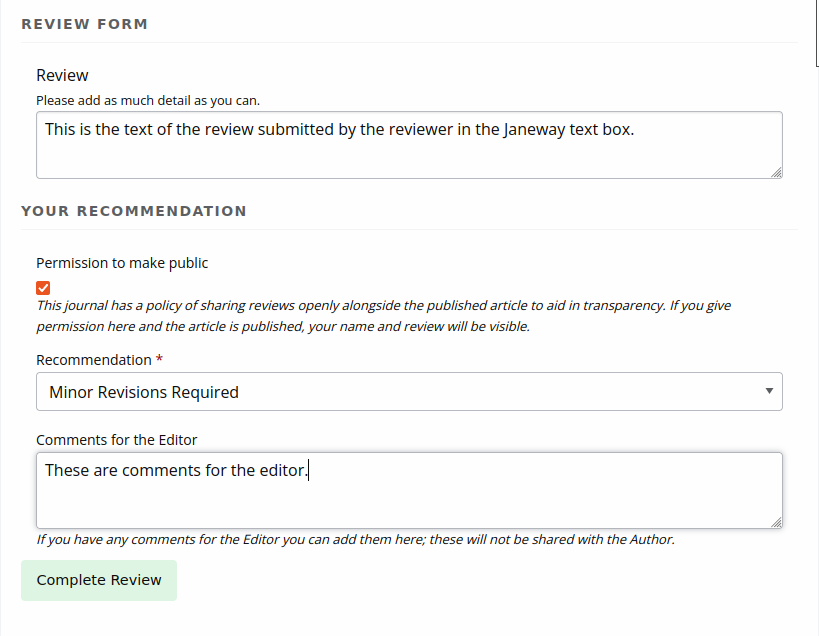 REVIEW FORM
Review
Please add as much detail as you can.
This is the text of the review submitted by the reviewer in the Janeway text box.
YOUR RECOMMENDATION
Permission to make public
This journal has a policy of sharing reviews openly alongside the published article to aid in transparency. If you give
permission here and the article is published, your name and review will be visible.
Recommendation *
Minor Revisions Required
Comments for the Editor
These are comments for the editor.
If you have any comments for the Editor you can add them here; these will not be shared with the Author.
Complete Review